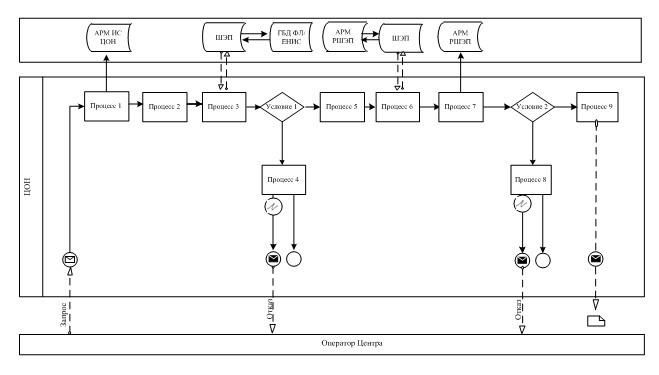 АРМ ИС
ЦОН
ШЭП
ГБД ФЛ/
ЕНИС
АРМ
РШЭП
ШЭП
АРМ
РШЭП
ЦОН
Процесс 1
Процесс 2
Процесс 3
Условие 1
Процесс 5
Процесс 6
Процесс 7
Условие 2
Процесс 9
Процесс 4
Процесс 8
Запрос
Отказ
Отказ
Оператор Центра